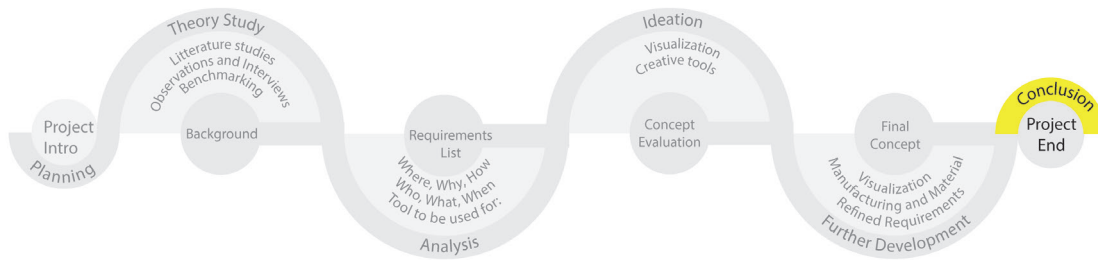 Project
Intro
Planning
Theory Study
Litterature studies
Observations and Interviews
Benchmarking
Background
Requirements
List
Where, Why, How
Who, What, When
Tool to be used for:
Analysis
Ideation
Visualization
Creative tools
Concept
Evaluation
Final
Concept
Visualization
Manufacturing and Material
Refined Requirements
Further Development
Conclusion
Project
End